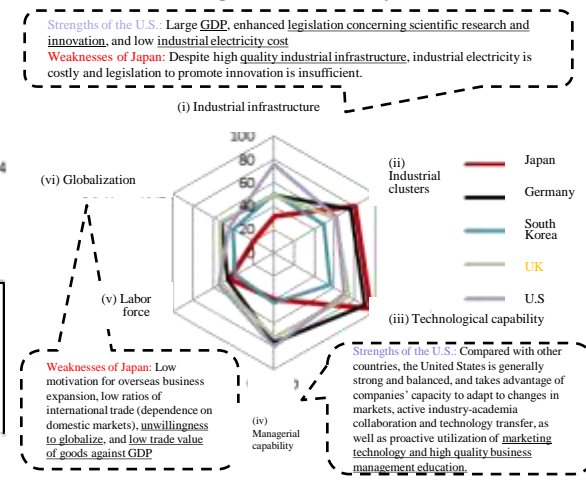 Strengths of the U.S.: Large GDP, enhanced legislation concerning scientific research and
innovation, and low industrial electricity cost
Weaknesses of Japan: Despite high quality industrial infrastructure, industrial electricity is
costly and legislation to promote innovation is insufficient.
(i) Industrial infrastructure
100
80
60
40
20
(ii)
Industrial
clusters
Japan
Germany
South
Korea
UK
U.S
(vi) Globalization
4
(v) Labor
force
(iii) Technological capability
(iv)
Managerial
capability
Weaknesses of Japan: Low
motivation for overseas business
expansion, low ratios of
international trade (dependence on
domestic markets), unwillingness
to globalize, and low trade value
of goods against GDP
Strengths of the U.S.: Compared with other
countries, the United States is generally
strong and balanced, and takes advantage of
companies' capacity to adapt to changes in
markets, active industry-academia
collaboration and technology transfer, as
well as proactive utilization of marketing
technology and high quality business
management education.